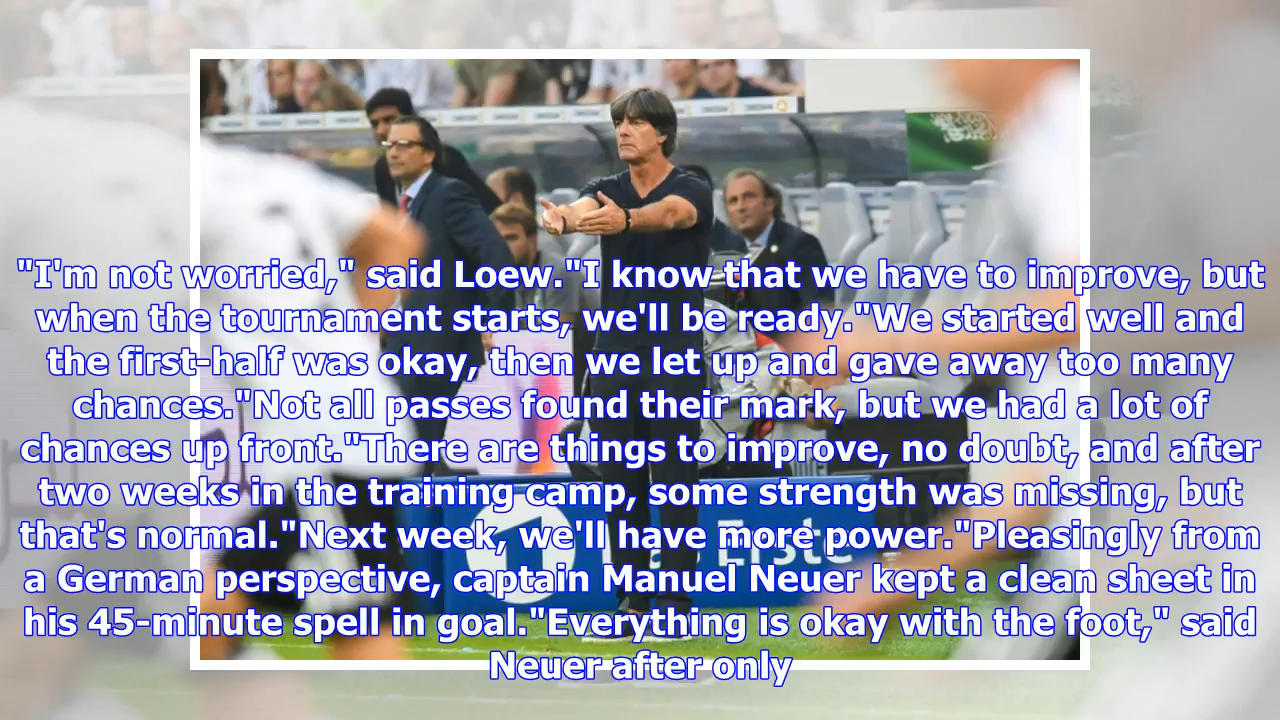 "I'm not worried," said Loew."I know that we have to improve, but
when the tournament starts, we'll be ready."We started well and
the first-half was okay, then we let up and gave away too many
chances."Not all passes found their mark, but we had a lot of
chances up front."There are things to improve, no doubt, and after
two weeks in the training camp, some strength was missing, but
that's normal."Next week, we'll have more power."Pleasingly from
a German perspective, captain Manuel Neuer kept a clean sheet in
his 45-minute spell in goal."Everything is okay with the foot," said
Neuer after only
1 Erste